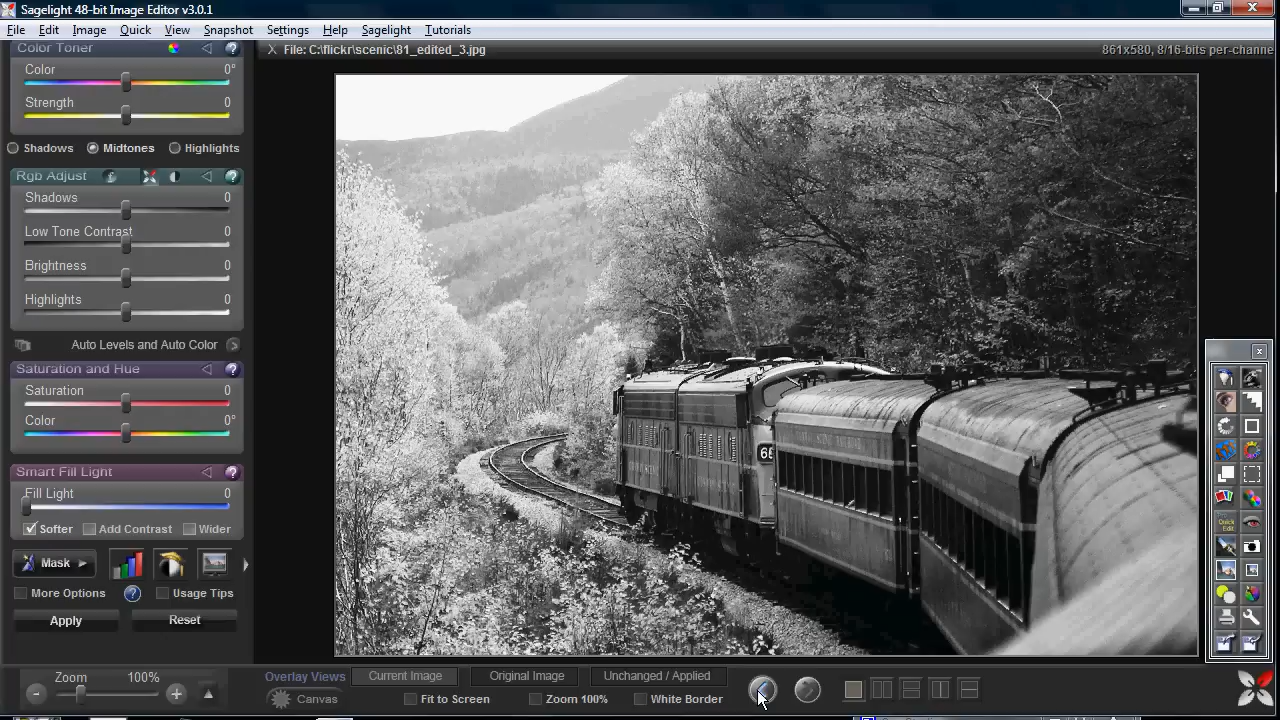 Sagelight 48-bit Image Editor v3.0.1
File Edit Image Quick View Snapshot Settings Help Sagelight Tutorials
X File: C:\flickr\scenic\81_edited_3.jpg
861x580, 8/16-bits per-channe
Color Toner ?
Color 0°
Strength 0
Shadows Midtones Highlights
Rgb Adjust ?
Shadows 0
Low Tone Contrast 0
Brightness 0
Highlights 0
Auto Levels and Auto Color >
Saturation and Hue ?
Saturation 0
Color 0°
Smart Fill Light ?
Fill Light 0
Softer Add Contrast Wider
Mask
More Options ? Usage Tips
Apply Reset
Zoom 100%
Overlay Views Current Image Original Image Unchanged / Applied
Canvas Fit to Screen Zoom 100% White Border
Quick
Edit